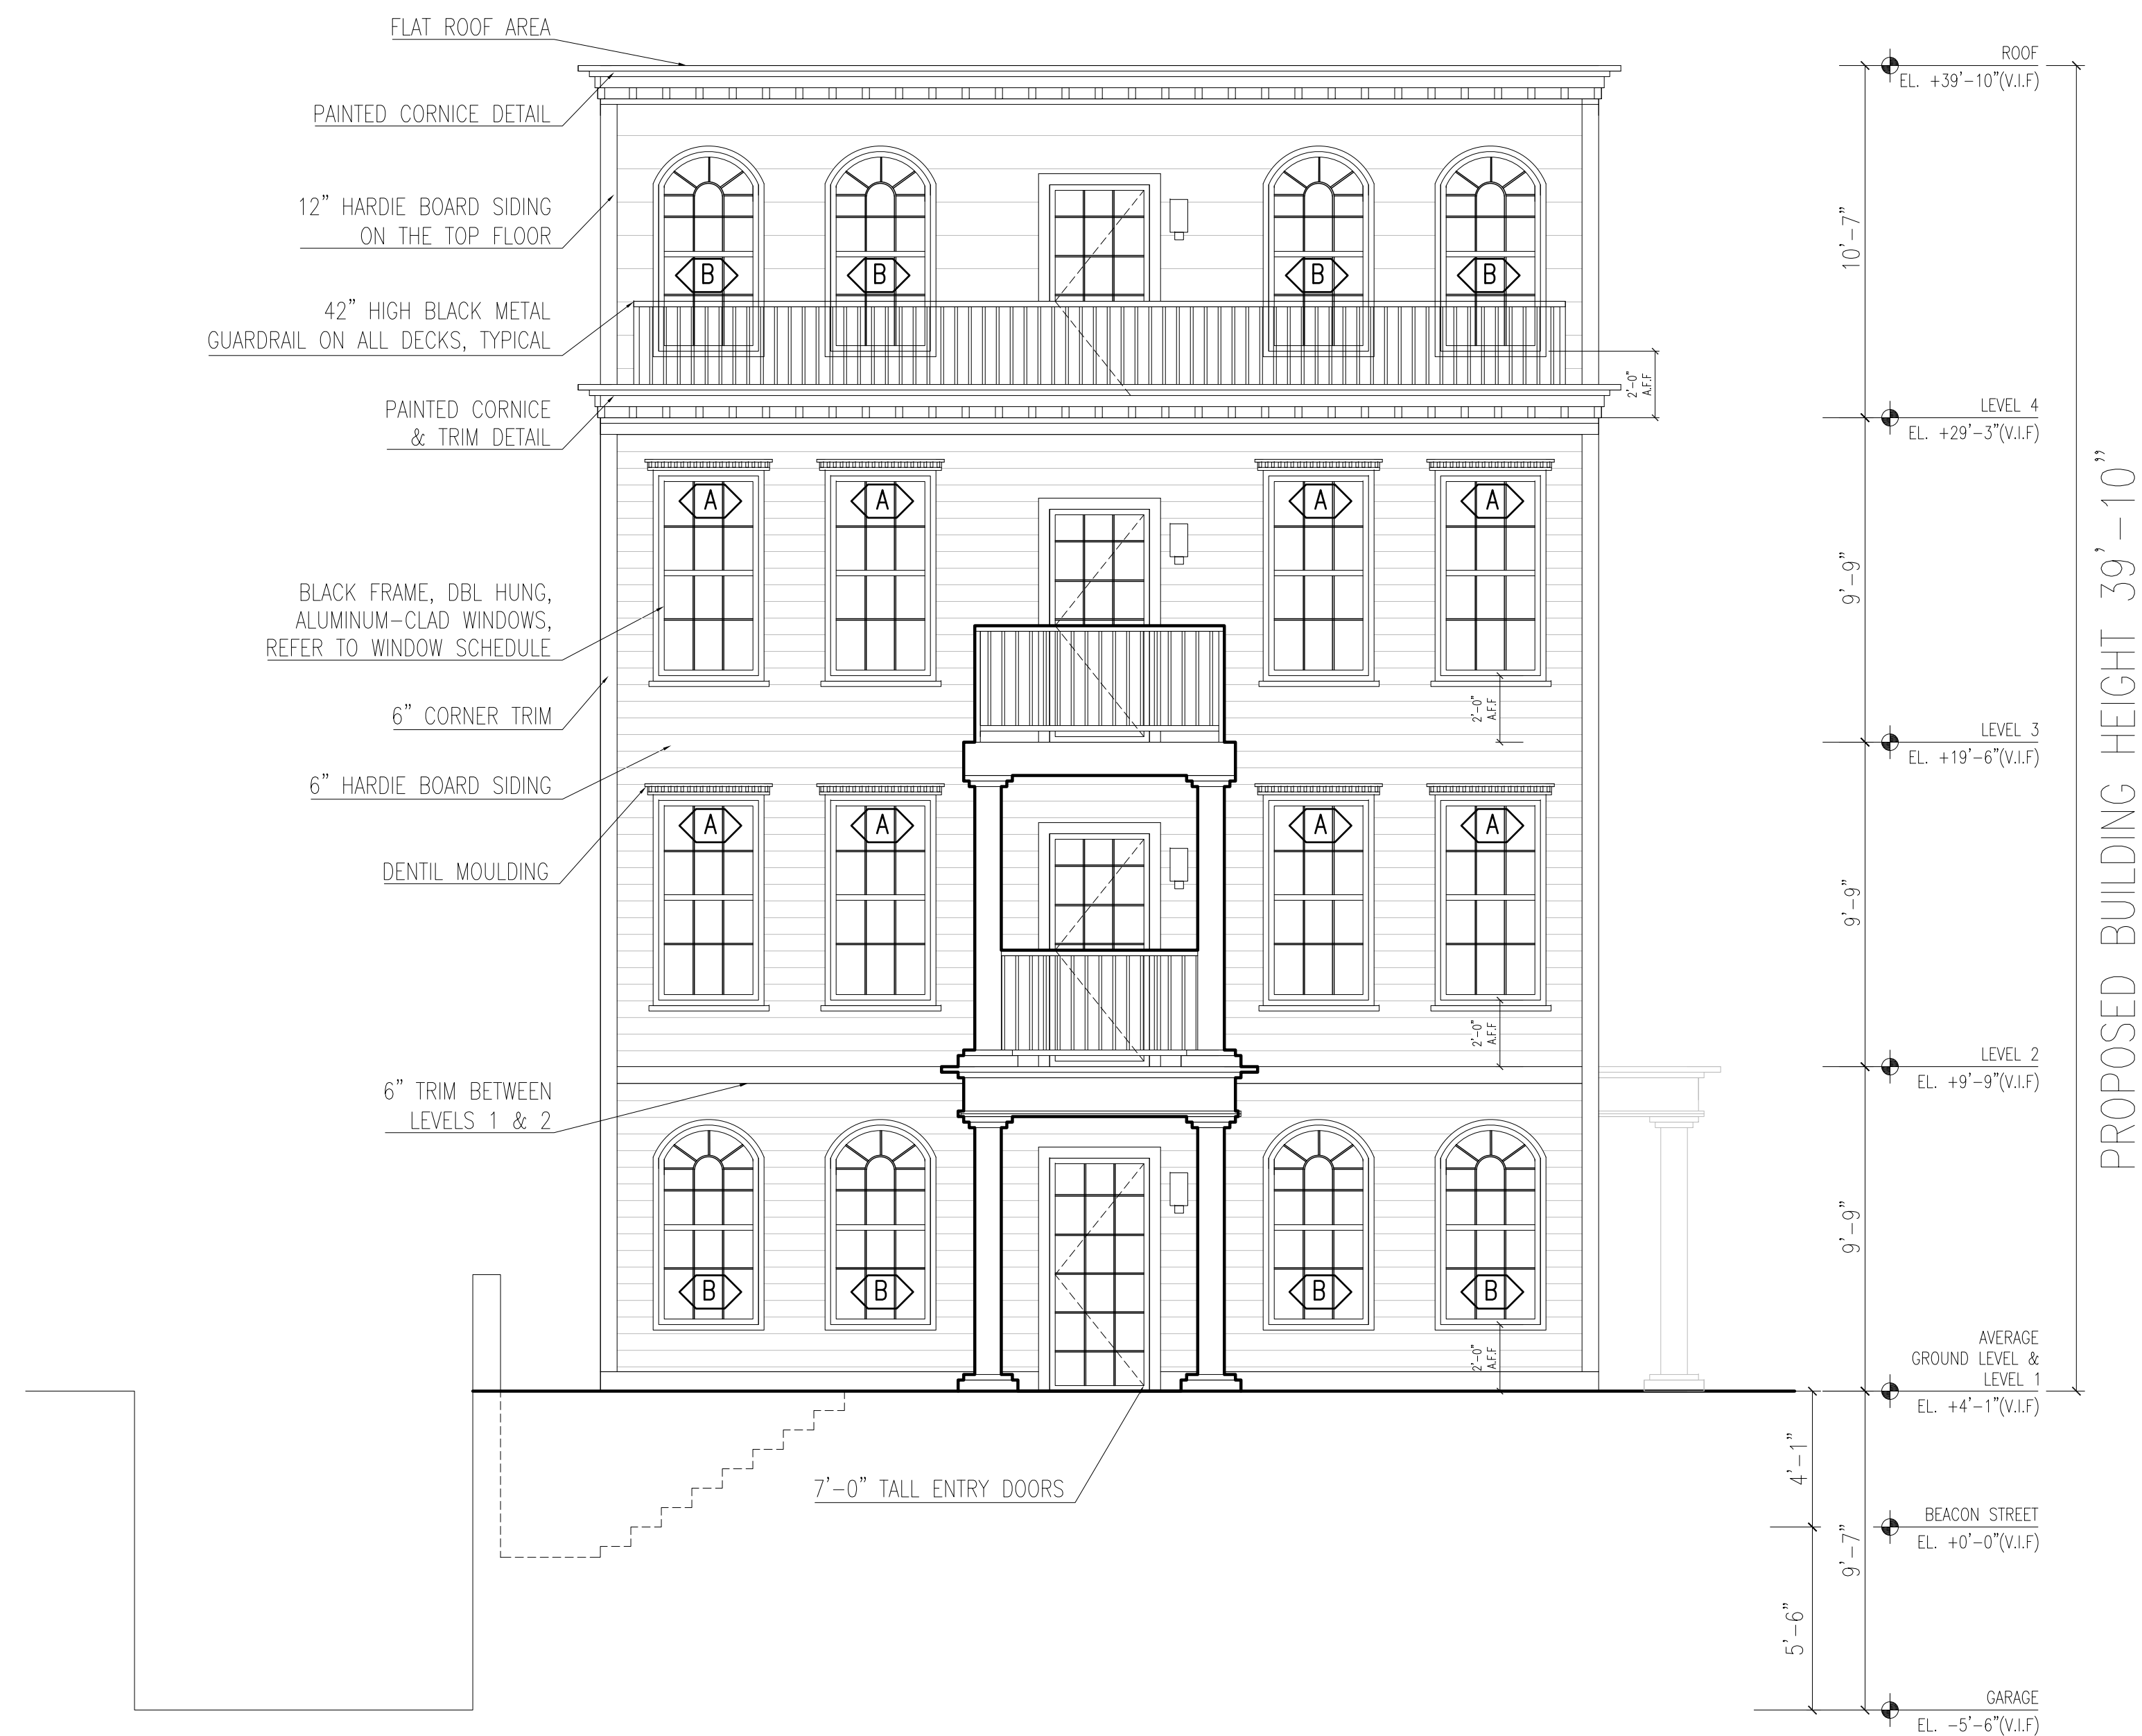 FLAT ROOF AREA
PAINTED CORNICE DETAIL
12” HARDIE BOARD SIDING
ON THE TOP FLOOR
42” HIGH BLACK METAL
GUARDRAIL ON ALL DECKS, TYPICAL
PAINTED CORNICE
& TRIM DETAIL
BLACK FRAME, DBL HUNG,
ALUMINUM-CLAD WINDOWS,
REFER TO WINDOW SCHEDULE
6” CORNER TRIM
6” HARDIE BOARD SIDING
DENTIL MOULDING
6” TRIM BETWEEN
LEVELS 1 & 2
7’-0” TALL ENTRY DOORS
B
B
B
B
A
A
A
A
A
A
A
A
B
B
B
B
2’-0”
A.F.F
2’-0”
A.F.F
2’-0”
A.F.F
2’-0”
A.F.F
10’-7”
9’-9”
9’-9”
9’-9”
4’-1”
9’-7”
5’-6”
ROOF
EL. +39’-10”(V.I.F)
LEVEL 4
EL. +29’-3”(V.I.F)
LEVEL 3
EL. +19’-6”(V.I.F)
LEVEL 2
EL. +9’-9”(V.I.F)
AVERAGE
GROUND LEVEL &
LEVEL 1
EL. +4’-1”(V.I.F)
BEACON STREET
EL. +0’-0”(V.I.F)
GARAGE
EL. -5’-6”(V.I.F)
PROPOSED BUILDING HEIGHT 39’-10”